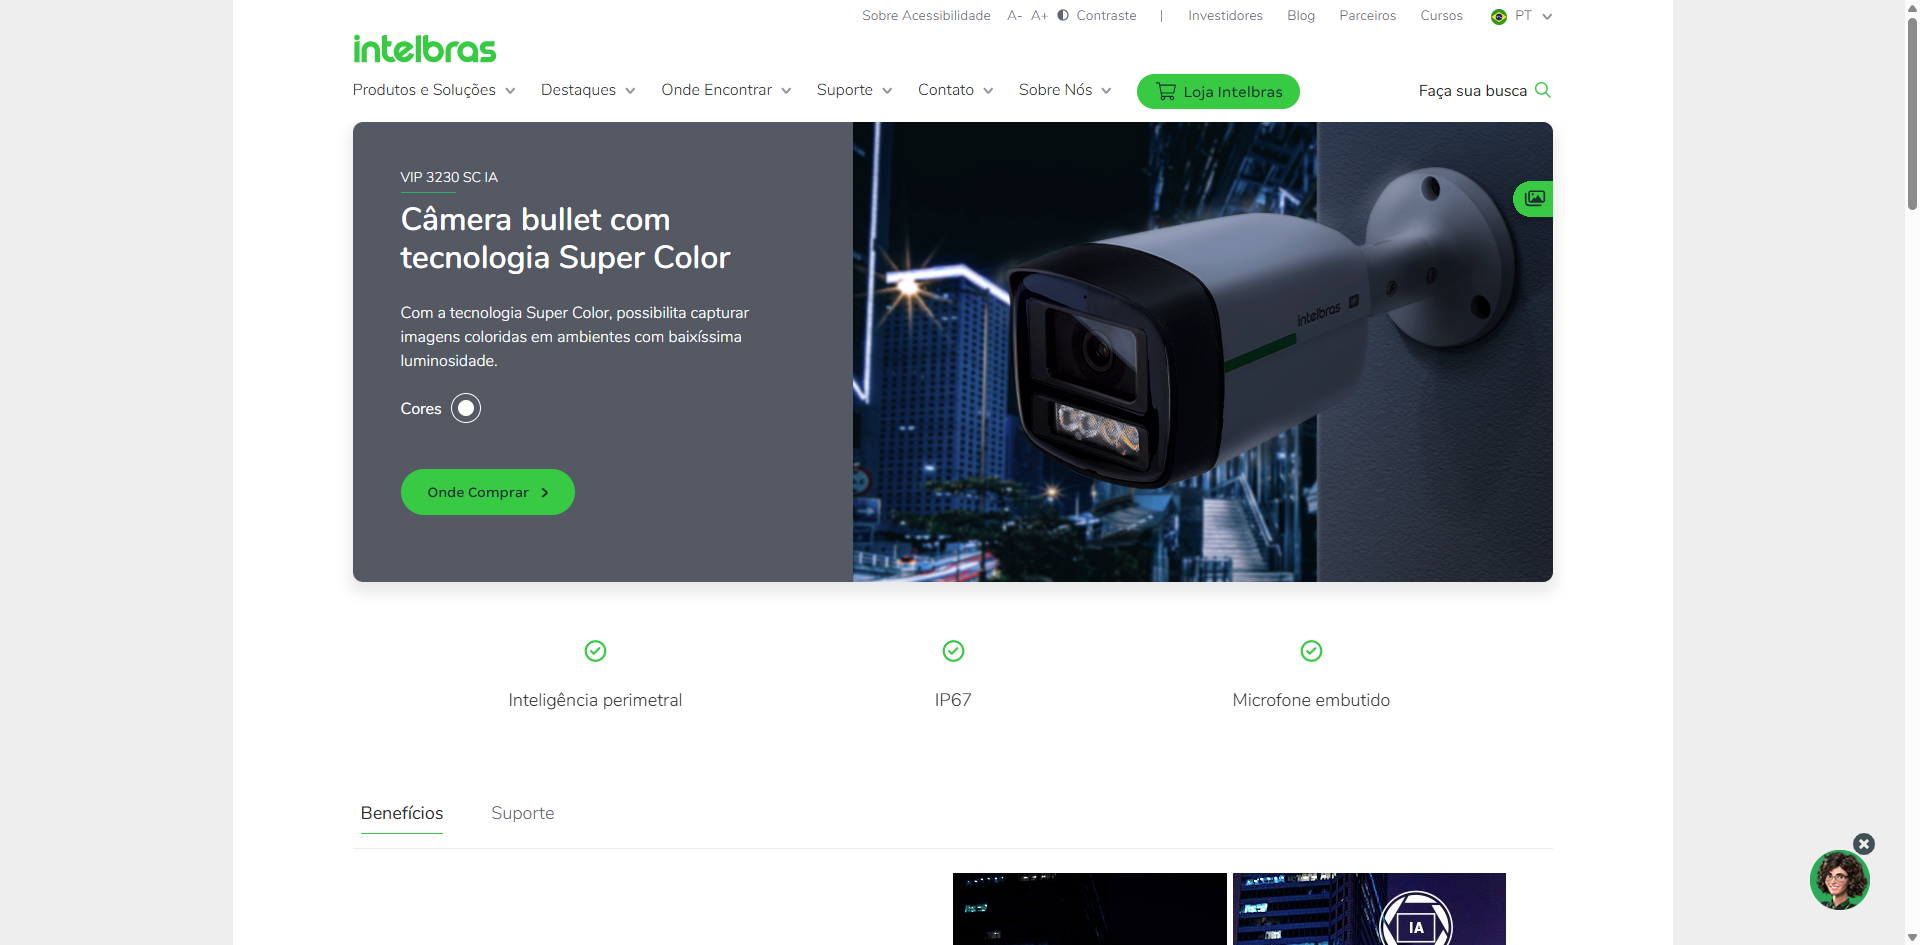 Sobre Acessibilidade A- A+ Contraste | Investidores Blog Parceiros Cursos PT
intelbras
Produtos e Soluções Destaques Onde Encontrar Suporte Contato Sobre Nós Loja Intelbras Faça sua busca
VIP 3230 SC IA
Câmera bullet com
tecnologia Super Color
Com a tecnologia Super Color, possibilita capturar
imagens coloridas em ambientes com baixíssima
luminosidade.
Cores
Onde Comprar
intelbras
Inteligência perimetral IP67 Microfone embutido
Benefícios Suporte
IA